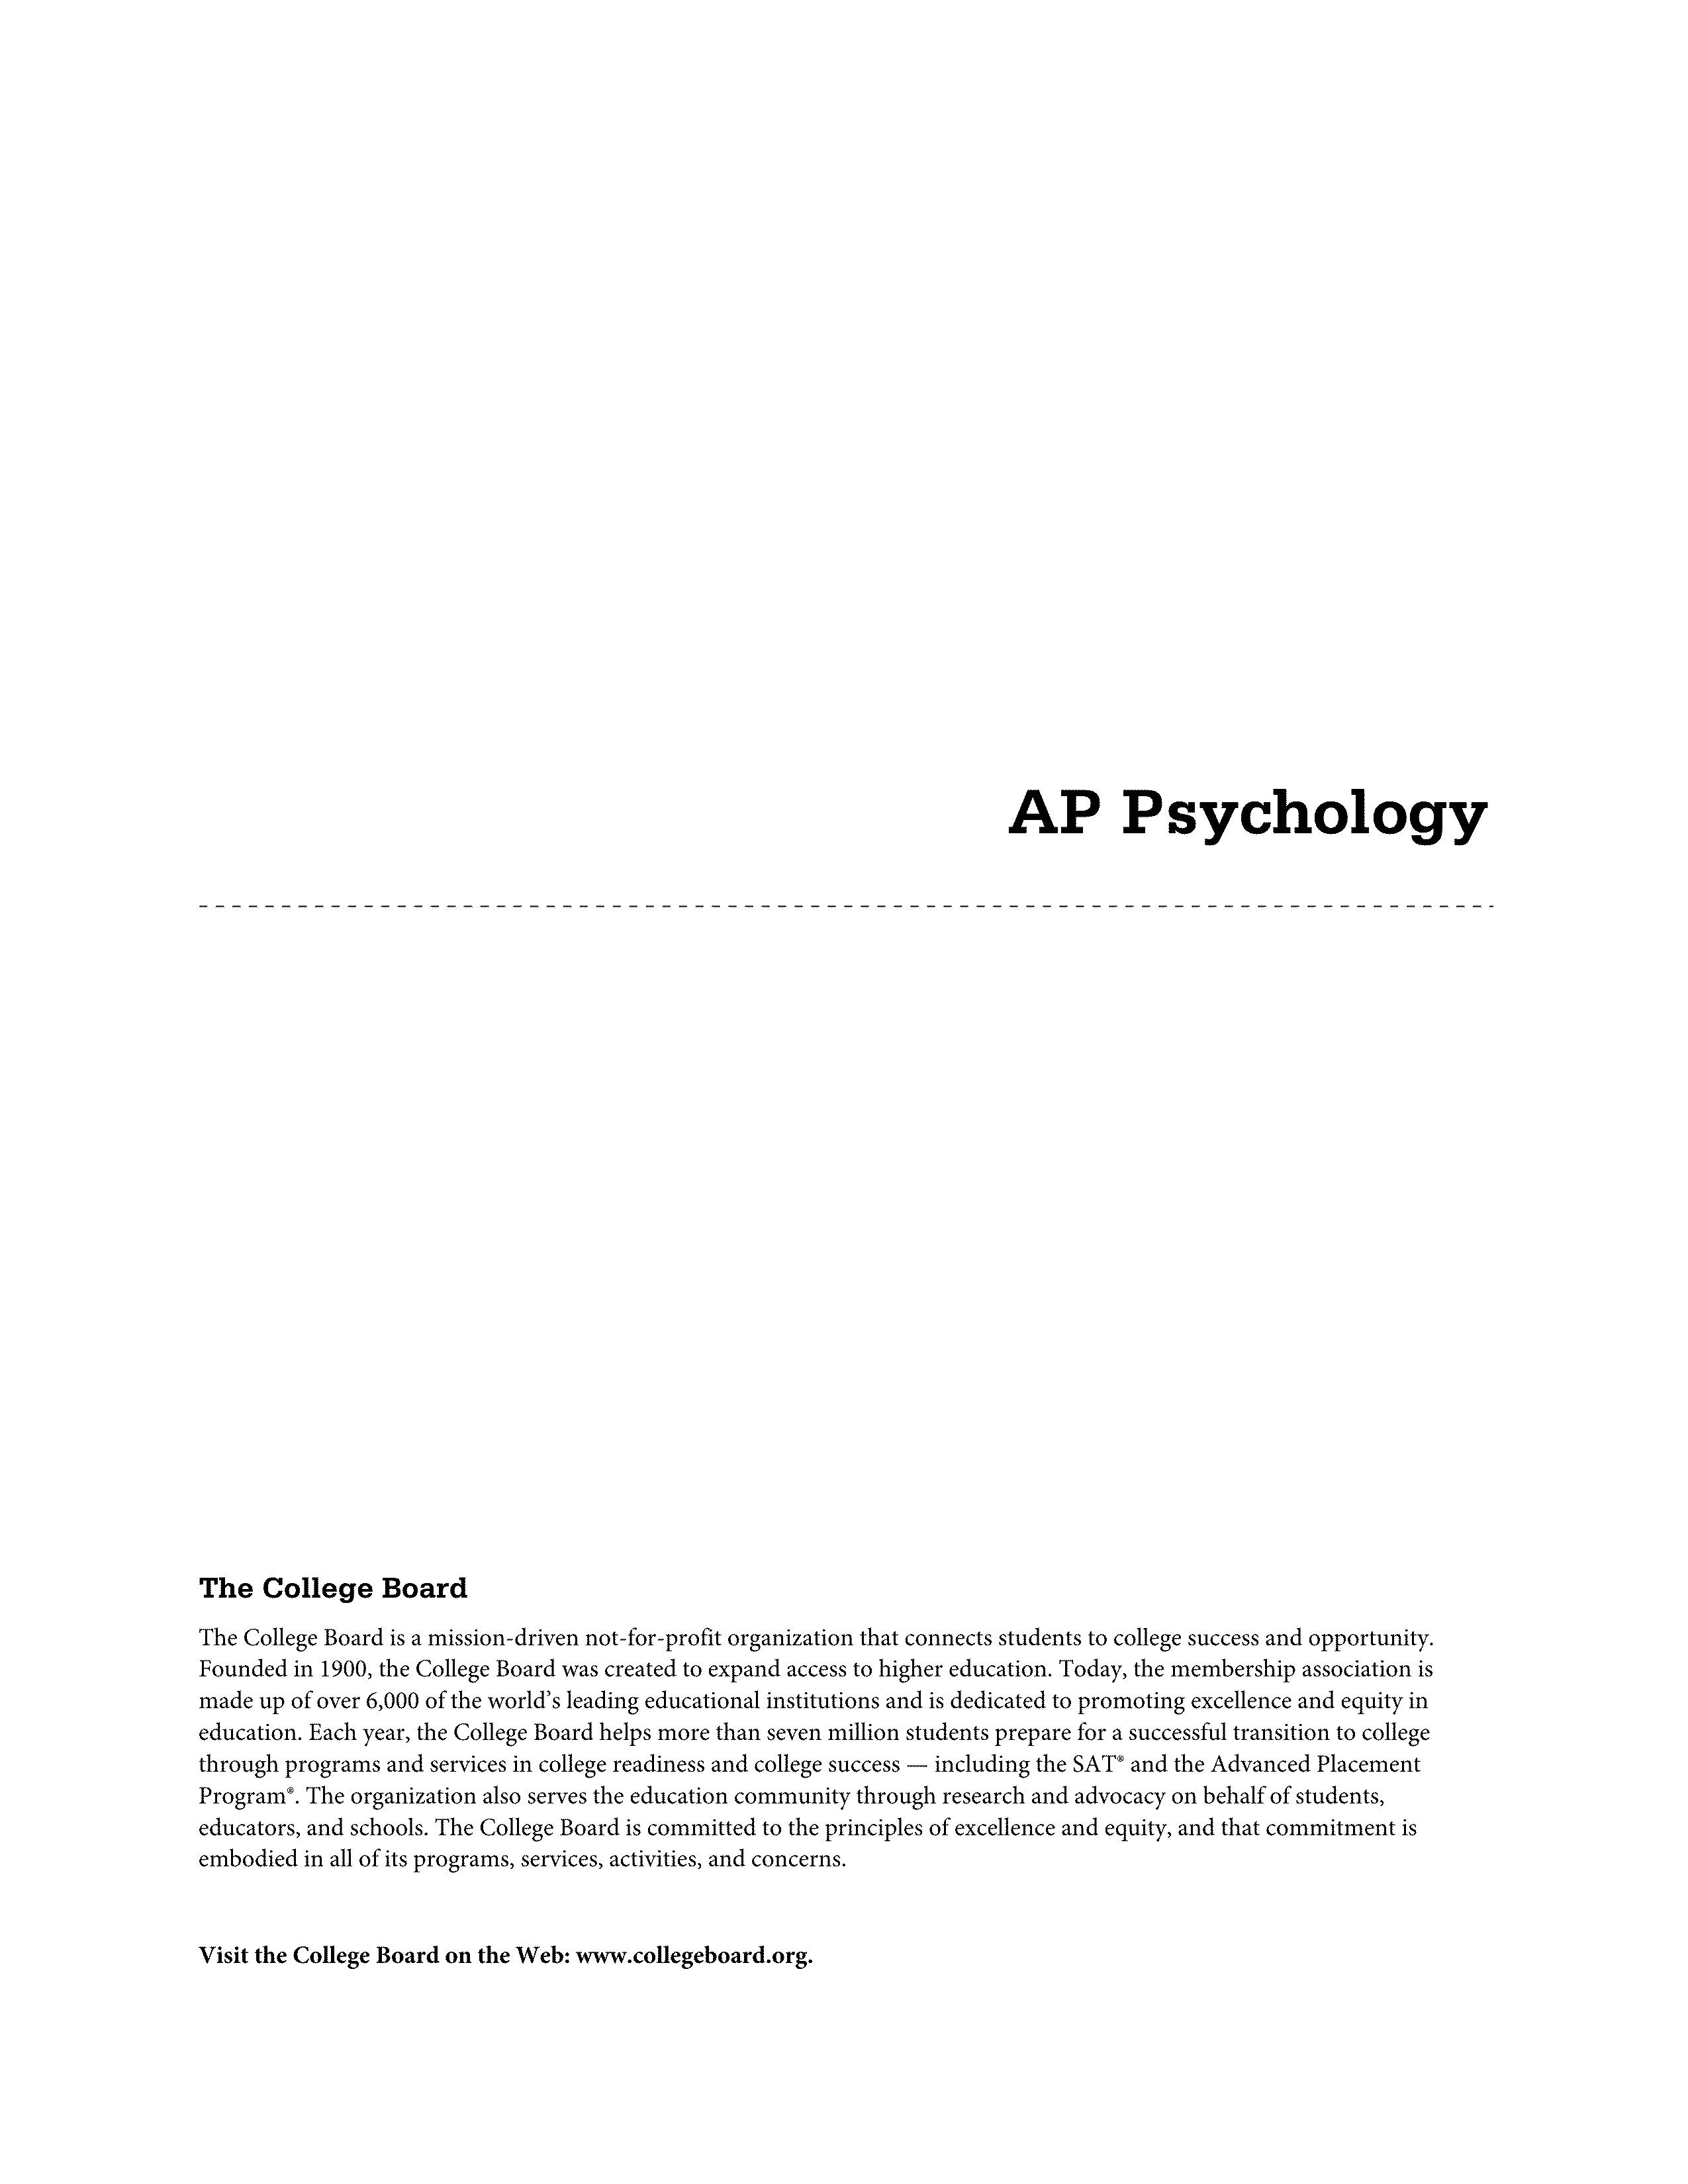 AP Psychology
The College Board
The College Board is a mission-driven not-for-profit organization that connects students to college success and opportunity.
Founded in 1900, the College Board was created to expand access to higher education. Today, the membership association is
made up of over 6,000 of the world’s leading educational institutions and is dedicated to promoting excellence and equity in
education. Each year, the College Board helps more than seven million students prepare for a successful transition to college
through programs and services in college readiness and college success — including the SAT® and the Advanced Placement
Program®. The organization also serves the education community through research and advocacy on behalf of students,
educators, and schools. The College Board is committed to the principles of excellence and equity, and that commitment is
embodied in all of its programs, services, activities, and concerns.
Visit the College Board on the Web: www.collegeboard.org.